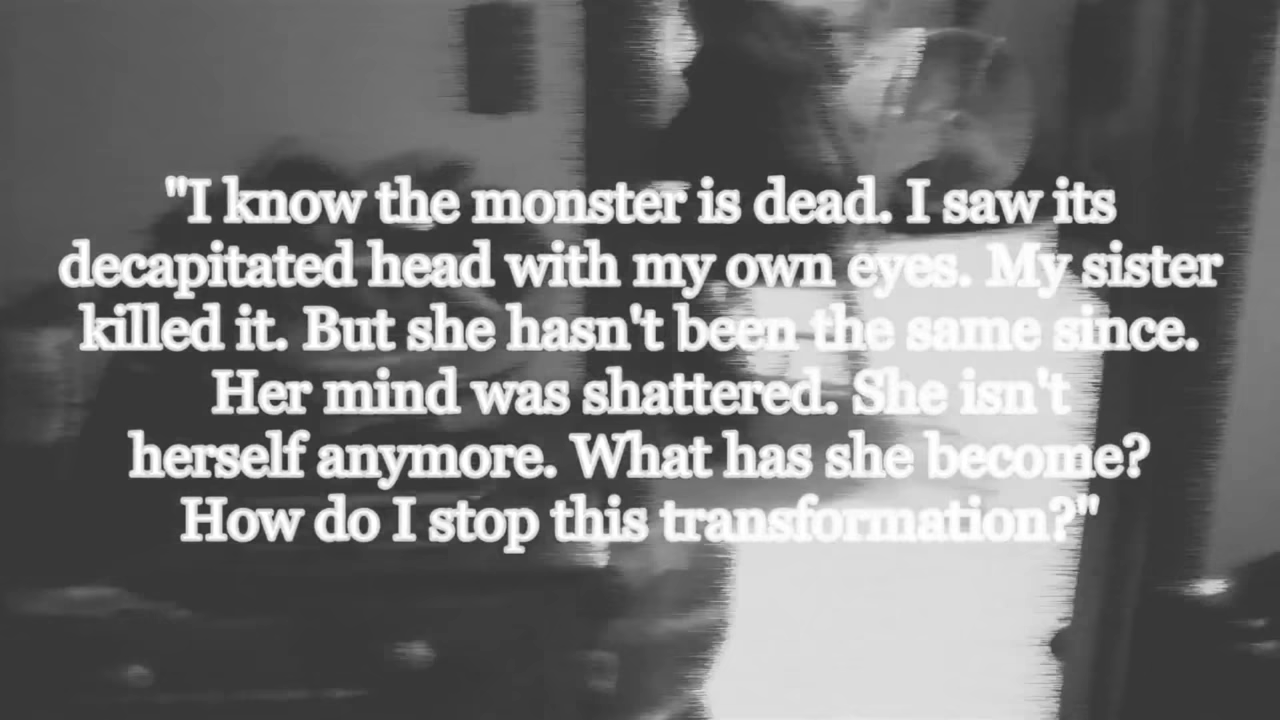 "I know the monster is dead. I saw its
decapitated head with my own eyes. My sister
killed it. But she hasn't been the same since.
Her mind was shattered. She isn't
herself anymore. What has she become?
How do I stop this transformation?"